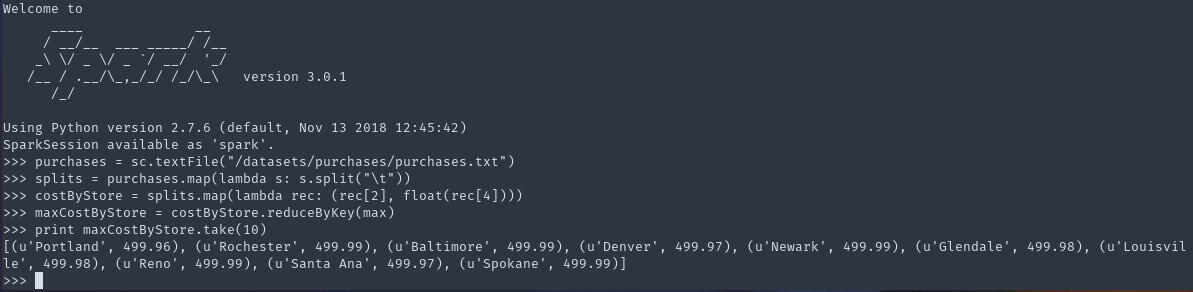 Welcome to
      ____              __
     / __/__  ___ _____/ /__
    _\ \/ _ \/ _ `/ __/  '_/
   /__ / .__/\_,_/_/ /_/\_\   version 3.0.1
      /_/
Using Python version 2.7.6 (default, Nov 13 2018 12:45:42)
SparkSession available as 'spark'.
>>> purchases = sc.textFile("/datasets/purchases/purchases.txt")
>>> splits = purchases.map(lambda s: s.split("\t"))
>>> costByStore = splits.map(lambda rec: (rec[2], float(rec[4])))
>>> maxCostByStore = costByStore.reduceByKey(max)
>>> print maxCostByStore.take(10)
[(u'Portland', 499.96), (u'Rochester', 499.99), (u'Baltimore', 499.99), (u'Denver', 499.97), (u'Newark', 499.99), (u'Glendale', 499.98), (u'Louisvil
le', 499.98), (u'Reno', 499.99), (u'Santa Ana', 499.97), (u'Spokane', 499.99)]
>>>